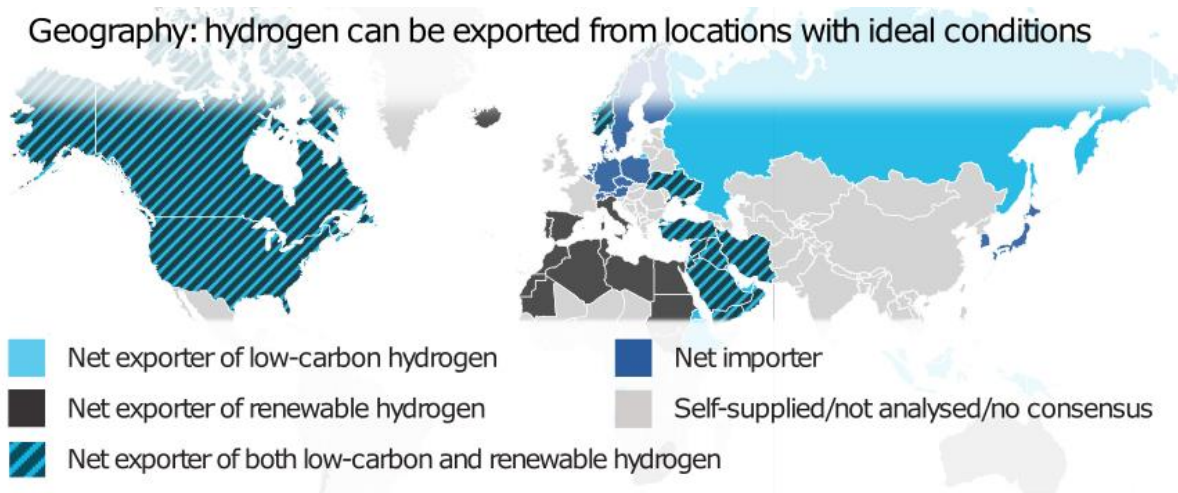 Geography: hydrogen can be exported from locations with ideal conditions
Net exporter of low-carbon hydrogen
Net importer
Net exporter of renewable hydrogen
Self-supplied/not analysed/no consensus
Net exporter of both low-carbon and renewable hydrogen